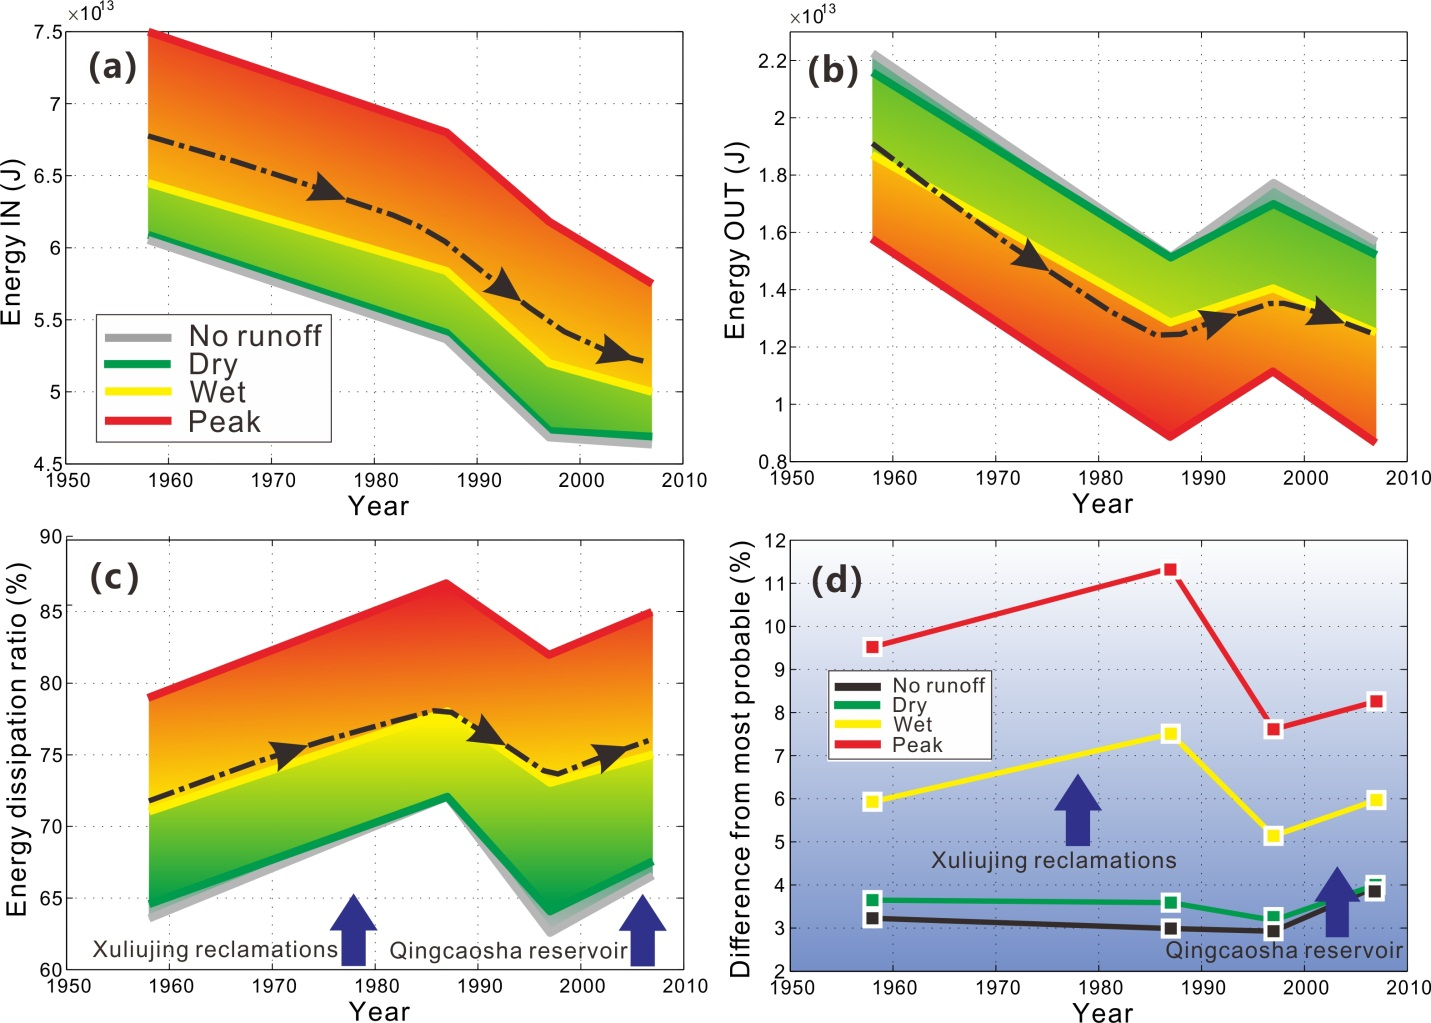 ×10¹³
7.5
7
6.5
6
5.5
5
4.5
Energy IN (J)
(a)
No runoff
Dry
Wet
Peak
1950 1960 1970 1980 1990 2000 2010
Year
×10¹³
2.2
2
1.8
1.6
1.4
1.2
1
0.8
Energy OUT (J)
(b)
1950 1960 1970 1980 1990 2000 2010
Year
90
85
80
75
70
65
60
Energy dissipation ratio (%)
(c)
Xuliujing reclamations
Qingcaosha reservoir
1950 1960 1970 1980 1990 2000 2010
Year
12
11
10
9
8
7
6
5
4
3
2
Difference from most probable (%)
(d)
No runoff
Dry
Wet
Peak
Xuliujing reclamations
Qingcaosha reservoir
1950 1960 1970 1980 1990 2000 2010
Year